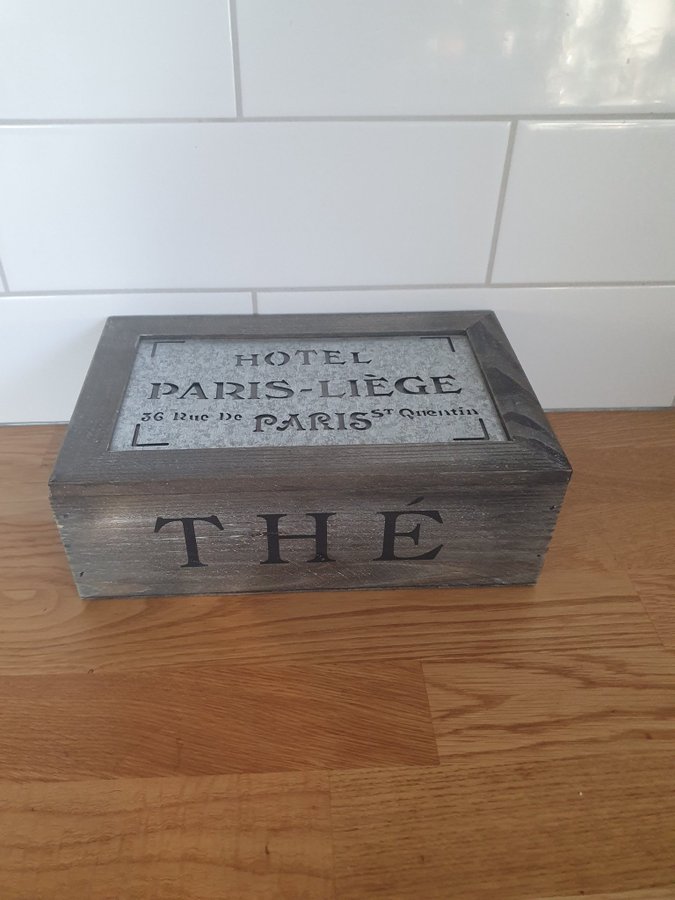 HOTEL
PARIS-LIÈGE
36 Rue De PARIS ST Quentin
THÉ